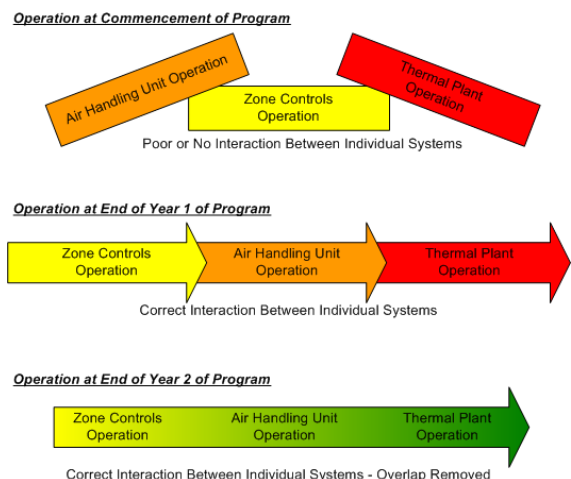 Operation at Commencement of Program
Air Handling Unit Operation
Zone Controls
Operation
Thermal Plant
Operation
Poor or No Interaction Between Individual Systems
Operation at End of Year 1 of Program
Zone Controls
Operation
Air Handling Unit
Operation
Thermal Plant
Operation
Correct Interaction Between Individual Systems
Operation at End of Year 2 of Program
Zone Controls
Operation
Air Handling Unit
Operation
Thermal Plant
Operation
Correct Interaction Between Individual Systems - Overlap Removed